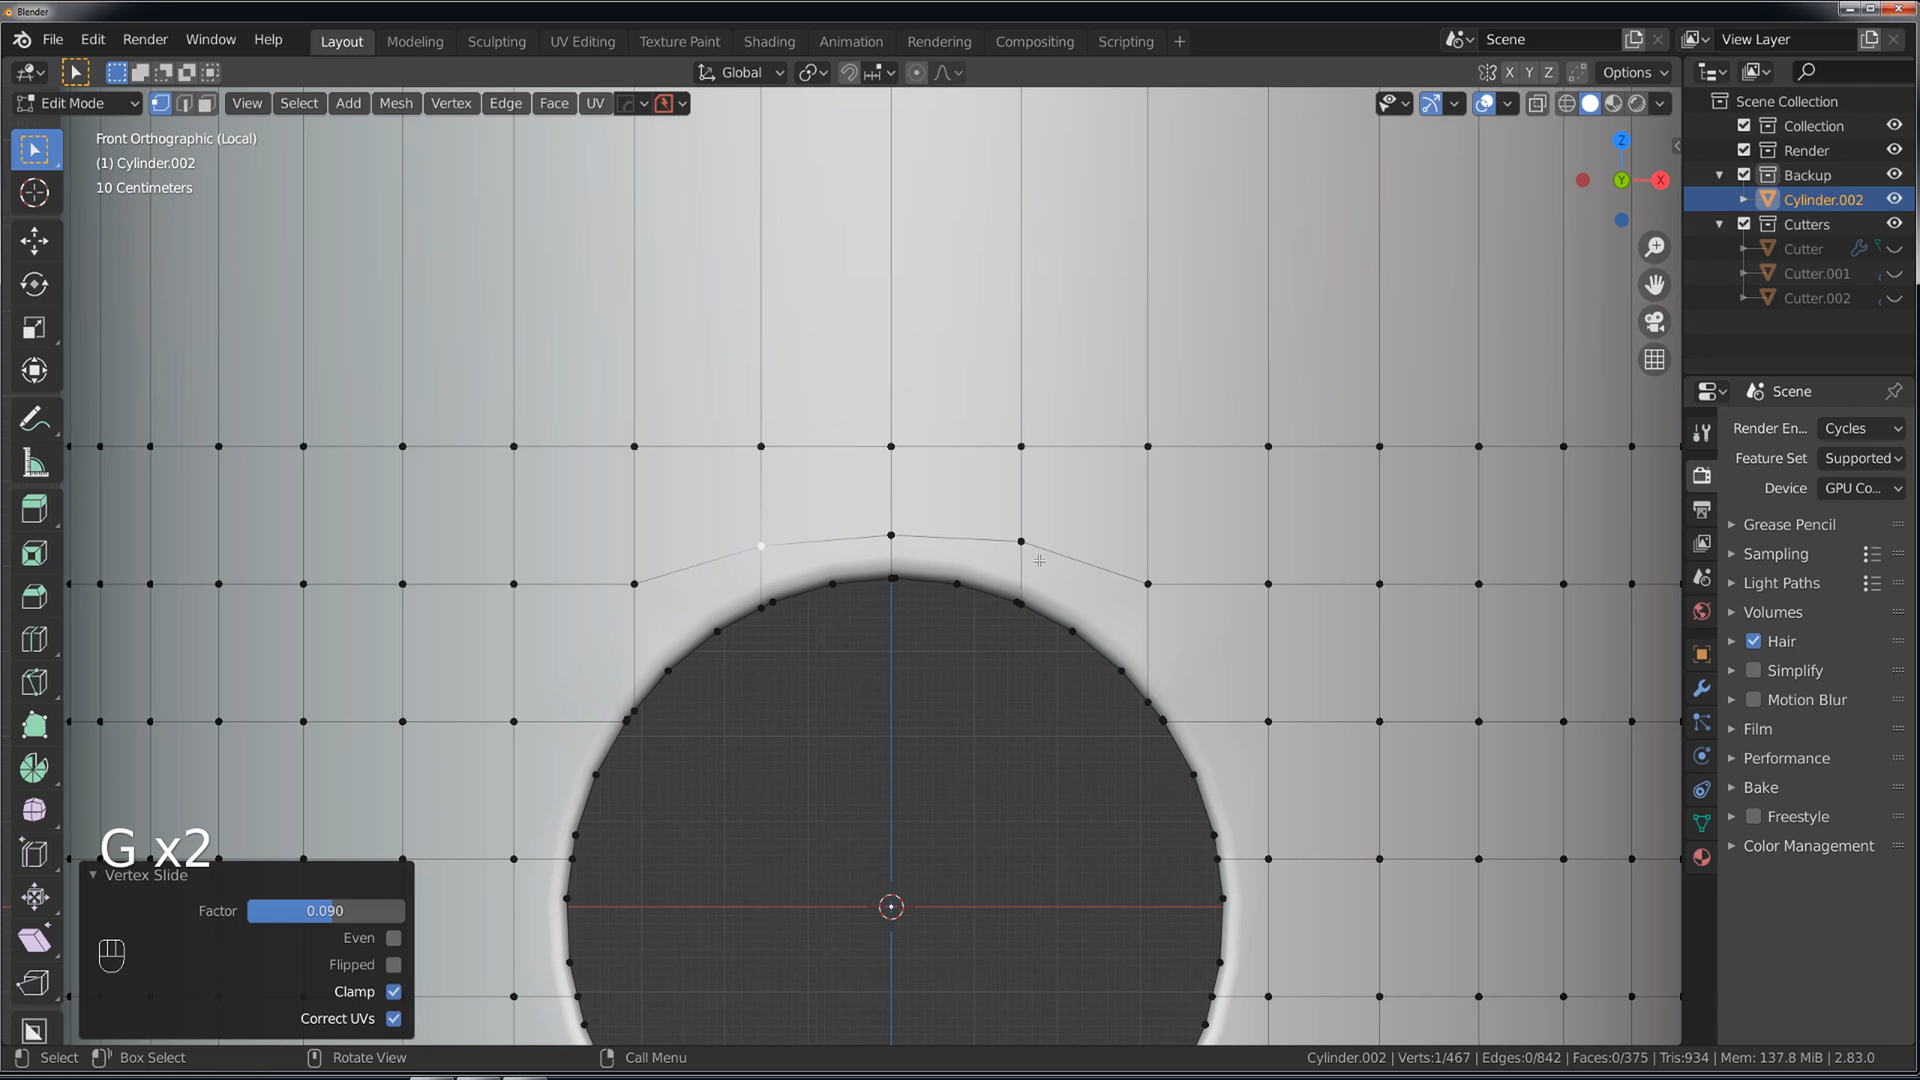 Blender
File Edit Render Window Help
Layout Modeling Sculpting UV Editing Texture Paint Shading Animation Rendering Compositing Scripting +
Scene
View Layer
Global
X Y Z
Options
Edit Mode
View Select Add Mesh Vertex Edge Face UV
Front Orthographic (Local)
(1) Cylinder.002
10 Centimeters
Z
Y
X
Scene Collection
Collection
Render
Backup
Cylinder.002
Cutters
Cutter
Cutter.001
Cutter.002
Scene
Render En... Cycles
Feature Set Supported
Device GPU Co...
Grease Pencil
Sampling
Light Paths
Volumes
Hair
Simplify
Motion Blur
Film
Performance
Bake
Freestyle
Color Management
G x2
Vertex Slide
Factor 0.090
Even
Flipped
Clamp
Correct UVs
Select Box Select Rotate View Call Menu
Cylinder.002 | Verts:1/467 | Edges:0/842 | Faces:0/375 | Tris:934 | Mem: 137.8 MiB | 2.83.0